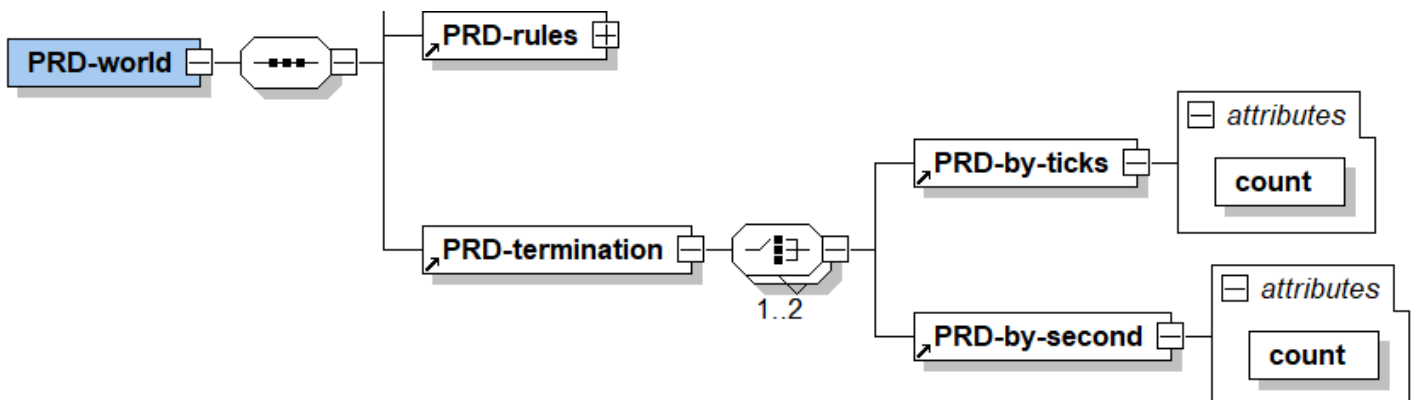 PRD-rules
PRD-world
attributes
PRD-by-ticks
count
PRD-termination
1..2
attributes
PRD-by-second
count